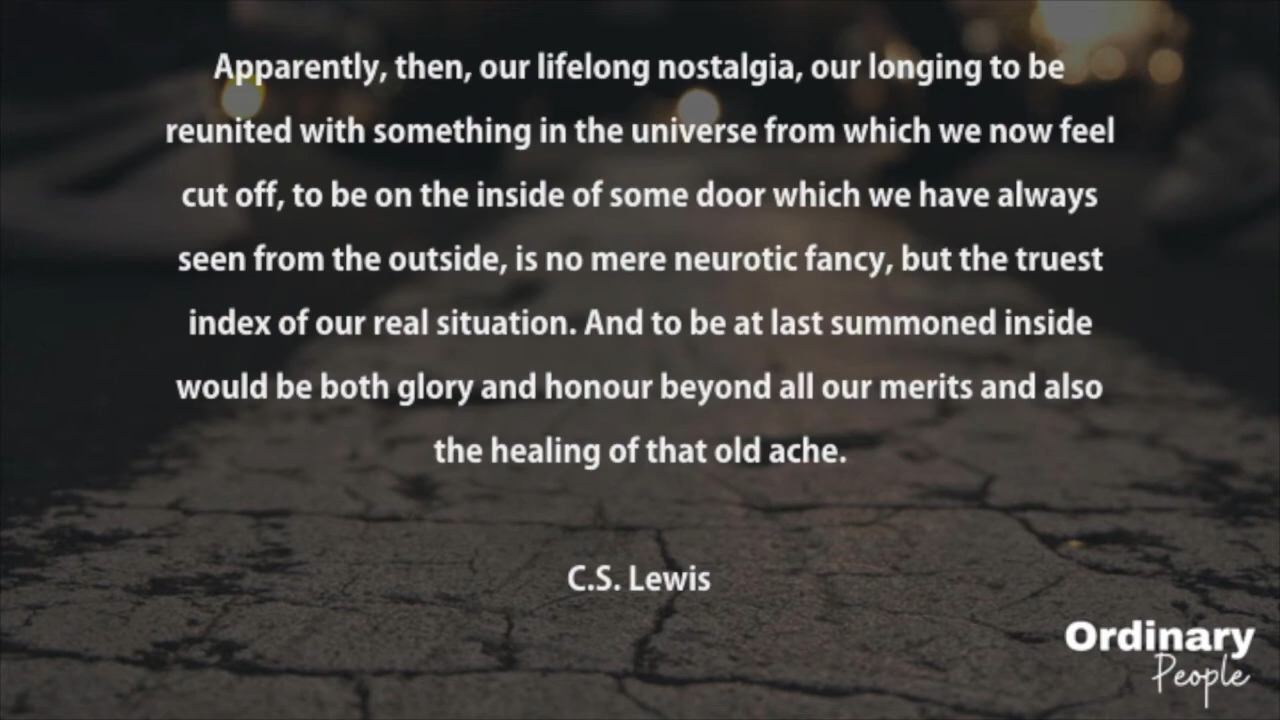 Apparently, then, our lifelong nostalgia, our longing to be
reunited with something in the universe from which we now feel
cut off, to be on the inside of some door which we have always
seen from the outside, is no mere neurotic fancy, but the truest
index of our real situation. And to be at last summoned inside
would be both glory and honour beyond all our merits and also
the healing of that old ache.
C.S. Lewis
Ordinary
People